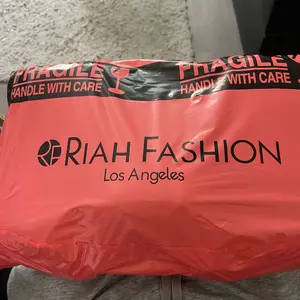 FRAGILE FRAGILE
HANDLE WITH CARE HANDLE WITH CARE
RIAH FASHION
Los Angeles